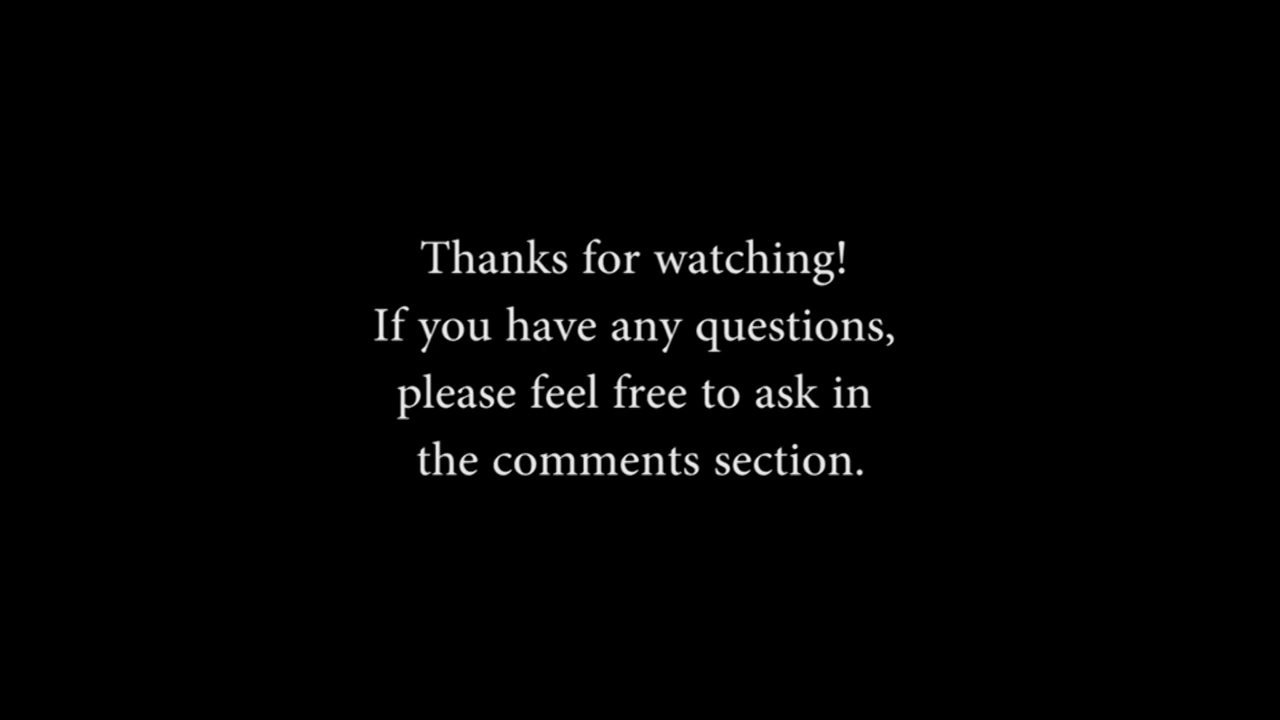 Thanks for watching!
If you have any questions,
please feel free to ask in
the comments section.